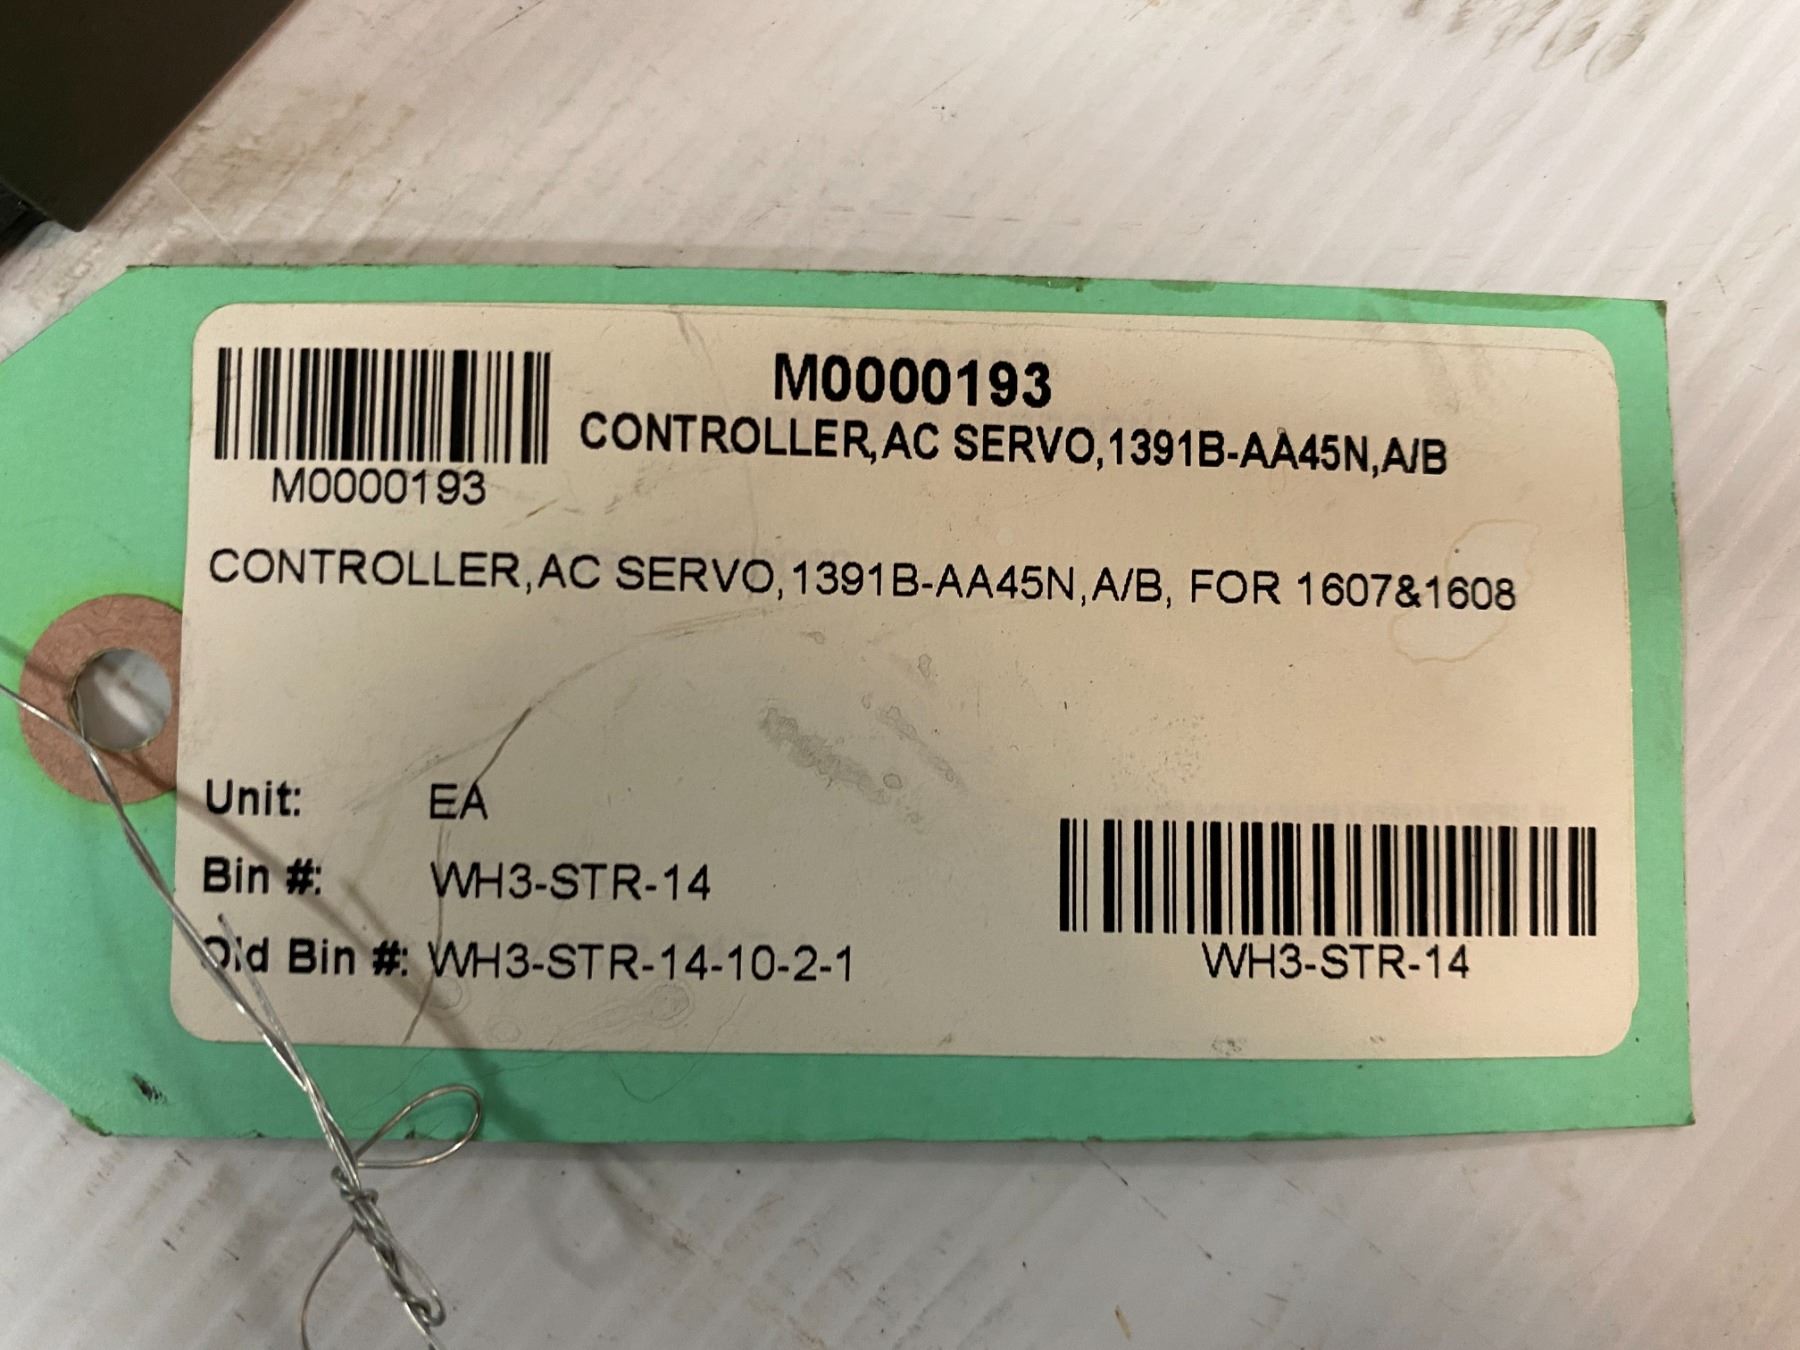 M0000193
CONTROLLER,AC SERVO,1391B-AA45N,A/B
M0000193
CONTROLLER,AC SERVO,1391B-AA45N,A/B, FOR 1607&1608
Unit: EA
Bin #: WH3-STR-14
Old Bin #: WH3-STR-14-10-2-1
WH3-STR-14